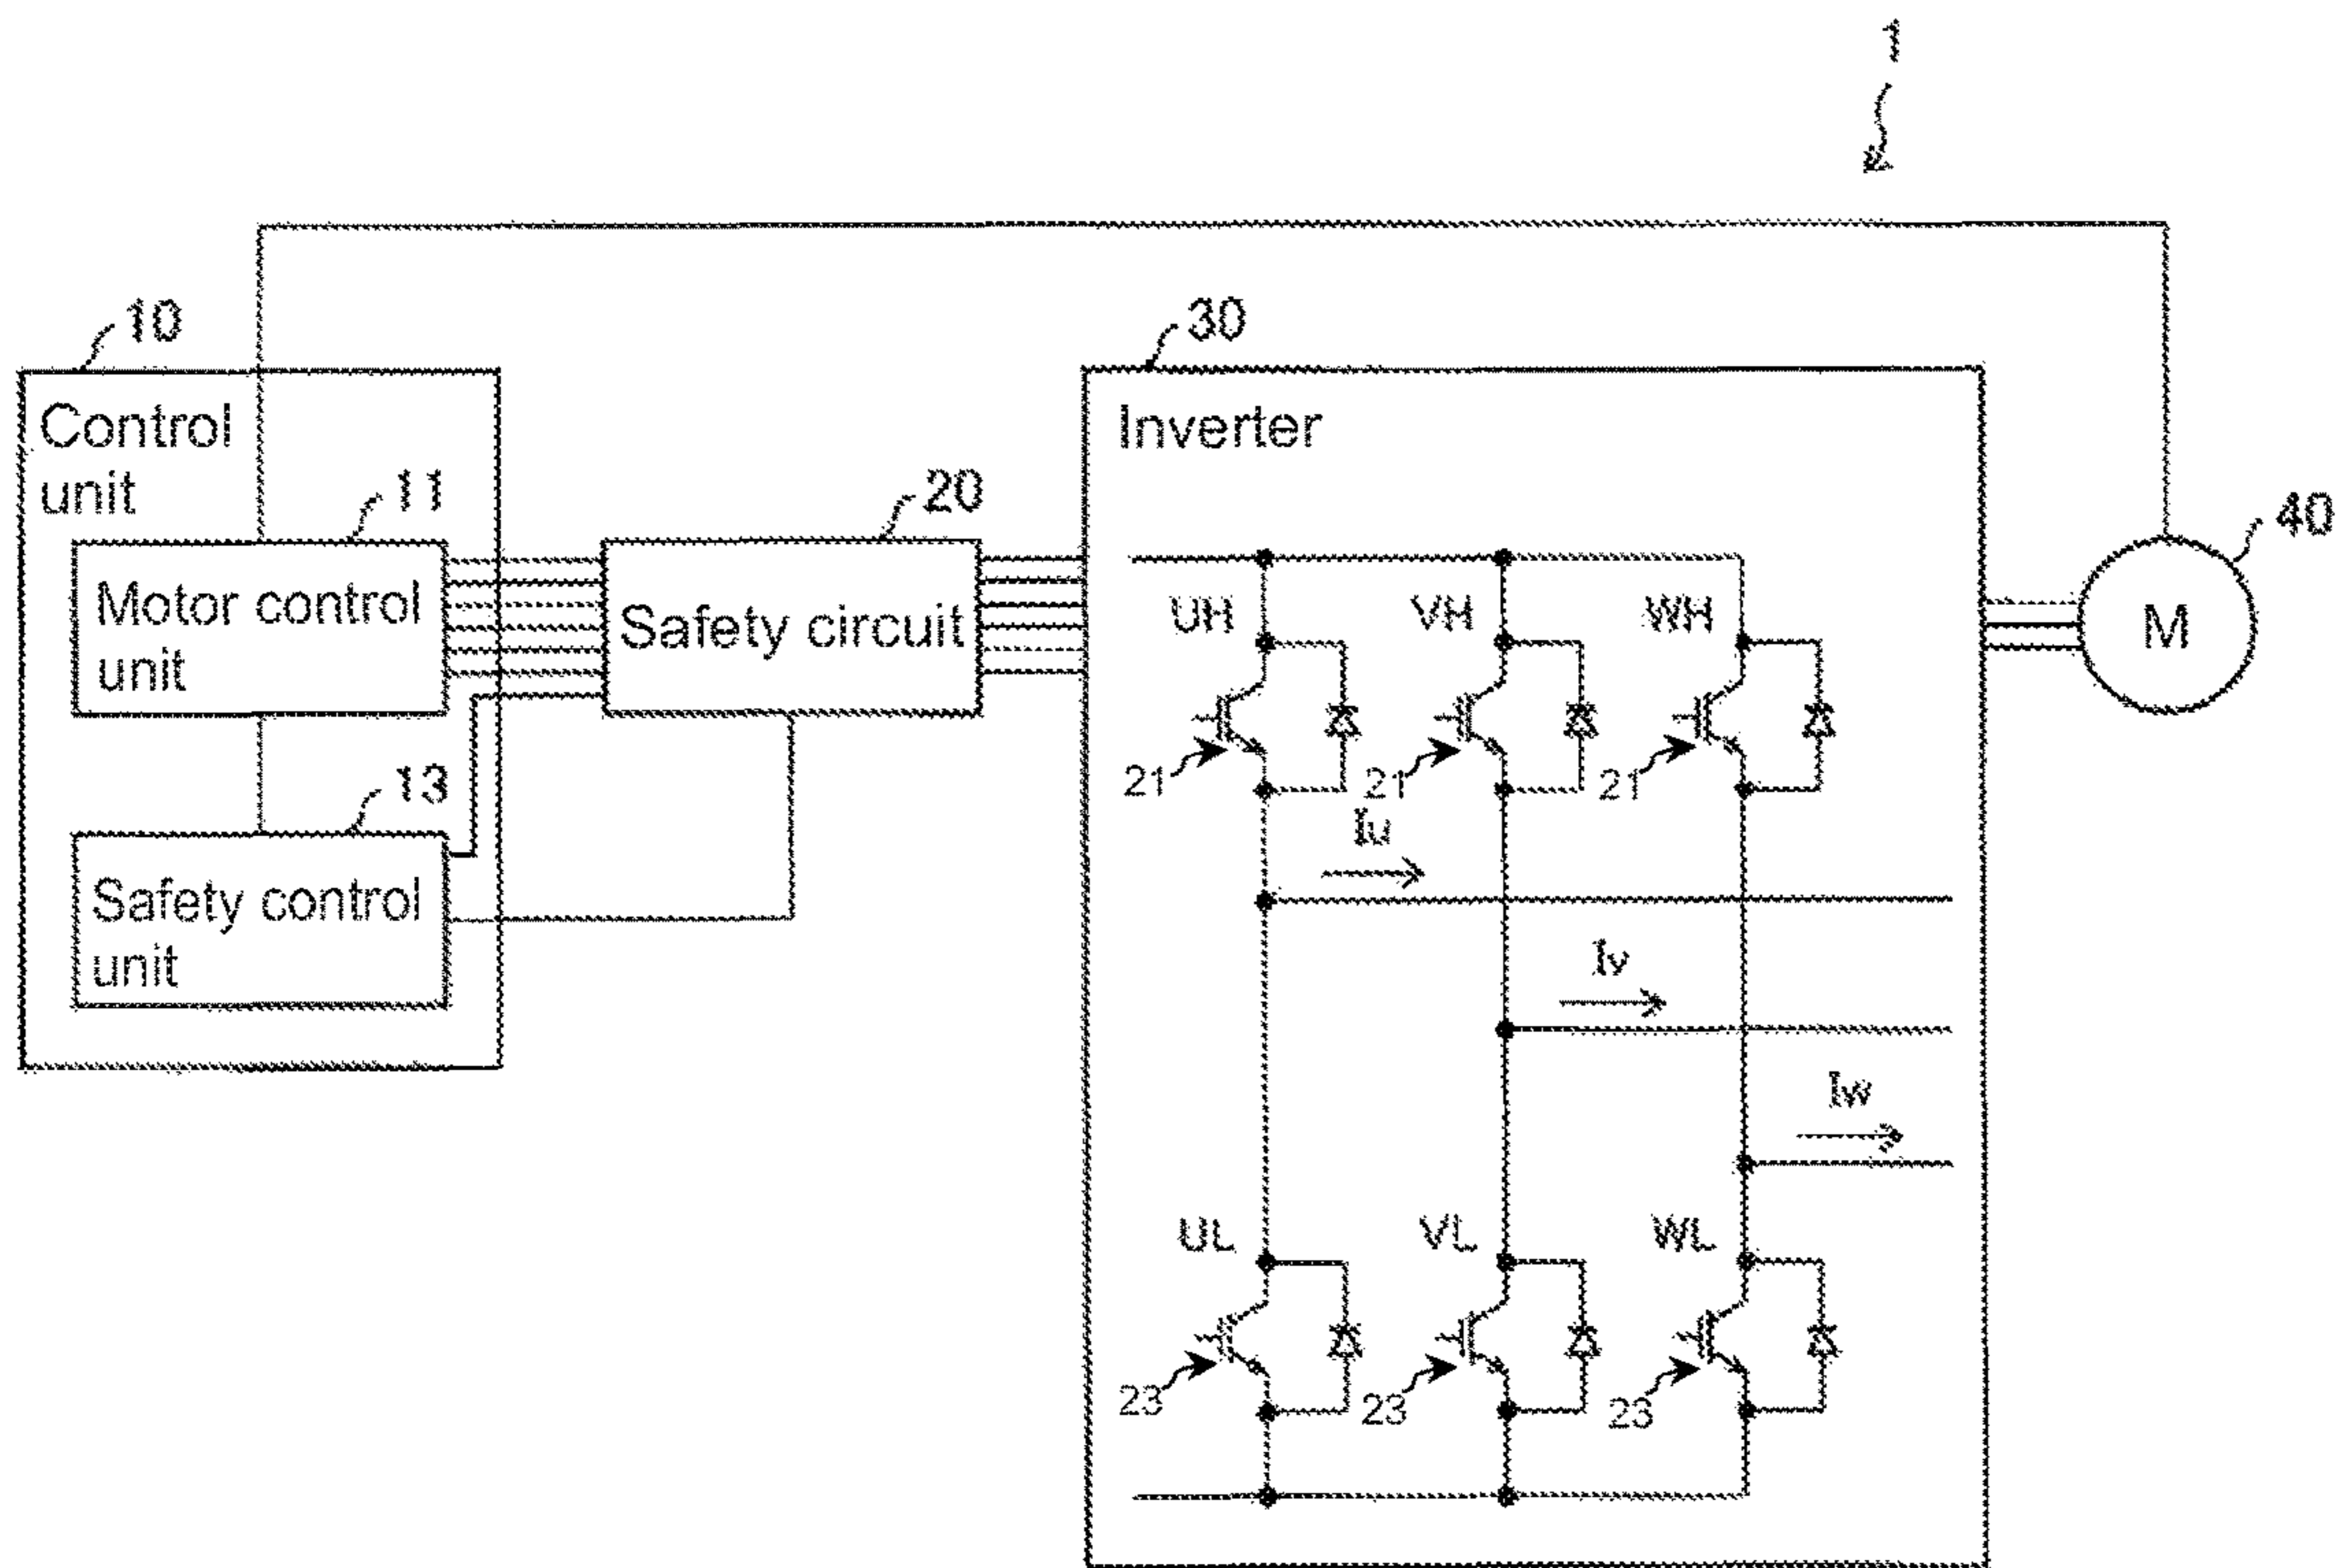 1
10
30
Control
unit
Inverter
11
20
40
Motor control
unit
Safety circuit
UH
VH
WH
M
21
21
21
13
Iu
Safety control
unit
Iv
Iw
UL
VL
WL
23
23
23